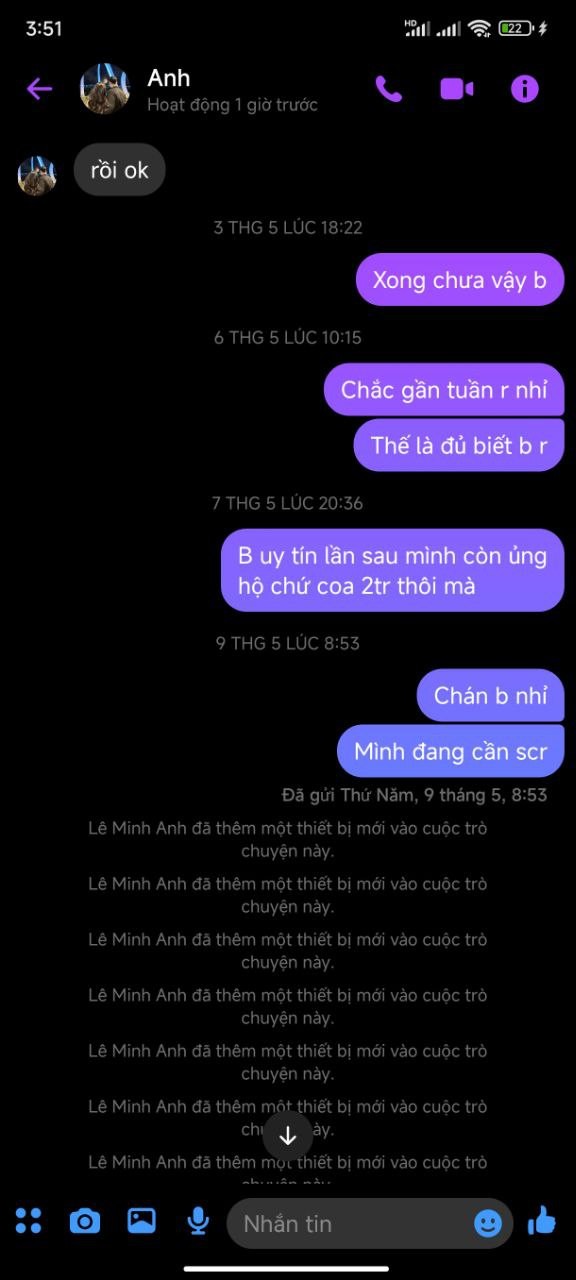 3:51
HD
22
Anh
Hoạt động 1 giờ trước
rồi ok
3 THG 5 LÚC 18:22
Xong chưa vậy b
6 THG 5 LÚC 10:15
Chắc gần tuần r nhỉ
Thế là đủ biết b r
7 THG 5 LÚC 20:36
B uy tín lần sau mình còn ủng
hộ chứ coa 2tr thôi mà
9 THG 5 LÚC 8:53
Chán b nhỉ
Mình đang cần scr
Đã gửi Thứ Năm, 9 tháng 5, 8:53
Lê Minh Anh đã thêm một thiết bị mới vào cuộc trò
chuyện này.
Lê Minh Anh đã thêm một thiết bị mới vào cuộc trò
chuyện này.
Lê Minh Anh đã thêm một thiết bị mới vào cuộc trò
chuyện này.
Lê Minh Anh đã thêm một thiết bị mới vào cuộc trò
chuyện này.
Lê Minh Anh đã thêm một thiết bị mới vào cuộc trò
chuyện này.
Lê Minh Anh đã thêm một thiết bị mới vào cuộc trò
Lê Minh Anh đã thêm một thiết bị mới vào cuộc trò
Nhắn tin